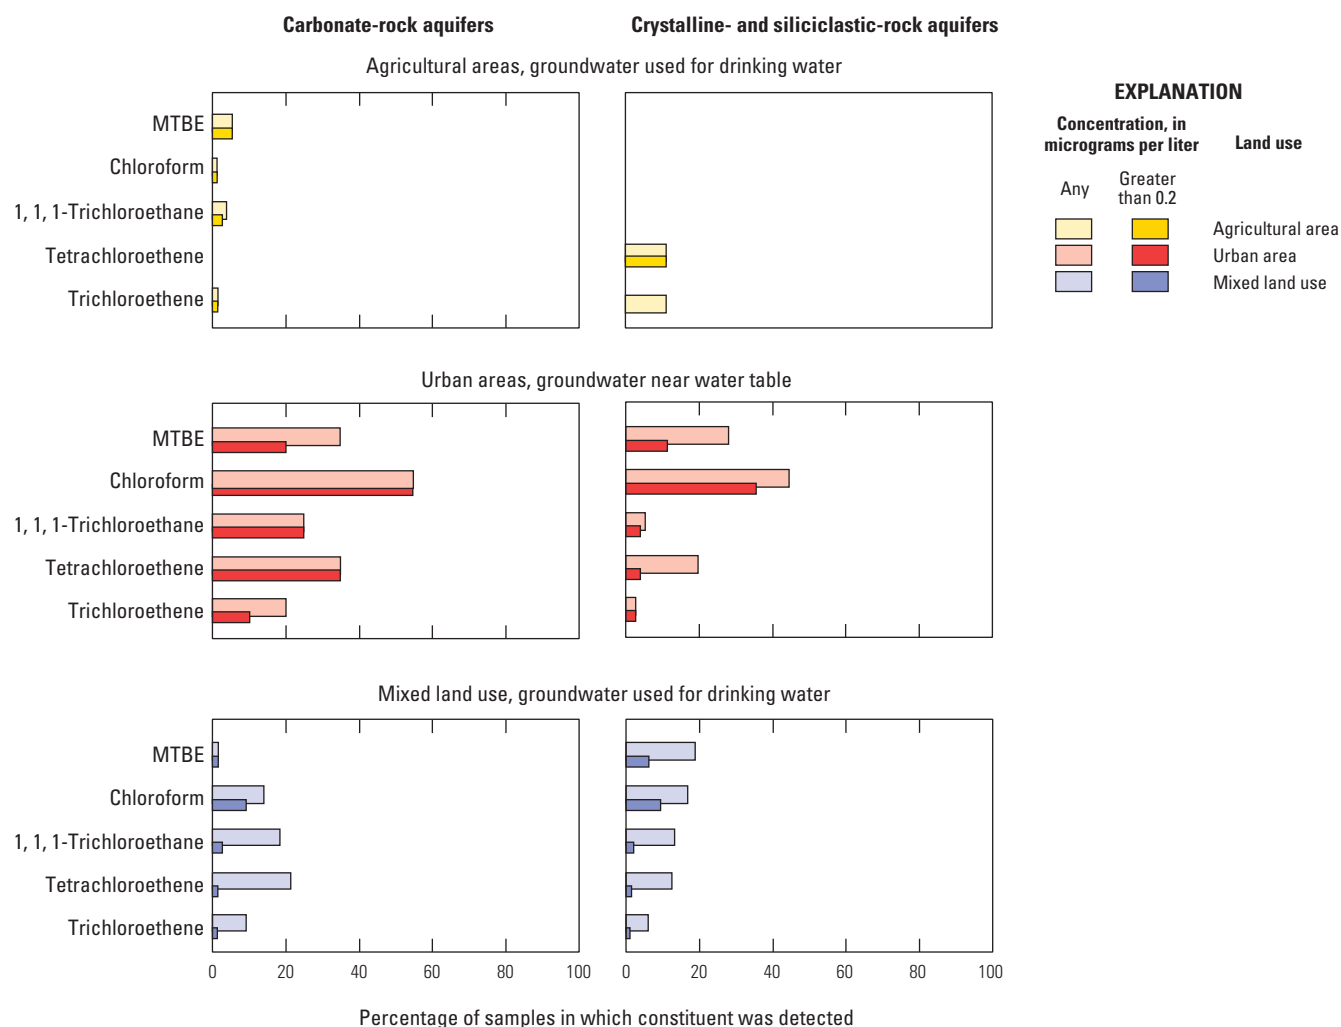 Carbonate-rock aquifers
Crystalline- and siliciclastic-rock aquifers
Agricultural areas, groundwater used for drinking water
MTBE
Chloroform
1, 1, 1-Trichloroethane
Tetrachloroethene
Trichloroethene
EXPLANATION
Concentration, in
micrograms per liter
Land use
Any
Greater
than 0.2
Agricultural area
Urban area
Mixed land use
Urban areas, groundwater near water table
MTBE
Chloroform
1, 1, 1-Trichloroethane
Tetrachloroethene
Trichloroethene
Mixed land use, groundwater used for drinking water
MTBE
Chloroform
1, 1, 1-Trichloroethane
Tetrachloroethene
Trichloroethene
0 20 40 60 80 100
0 20 40 60 80 100
Percentage of samples in which constituent was detected